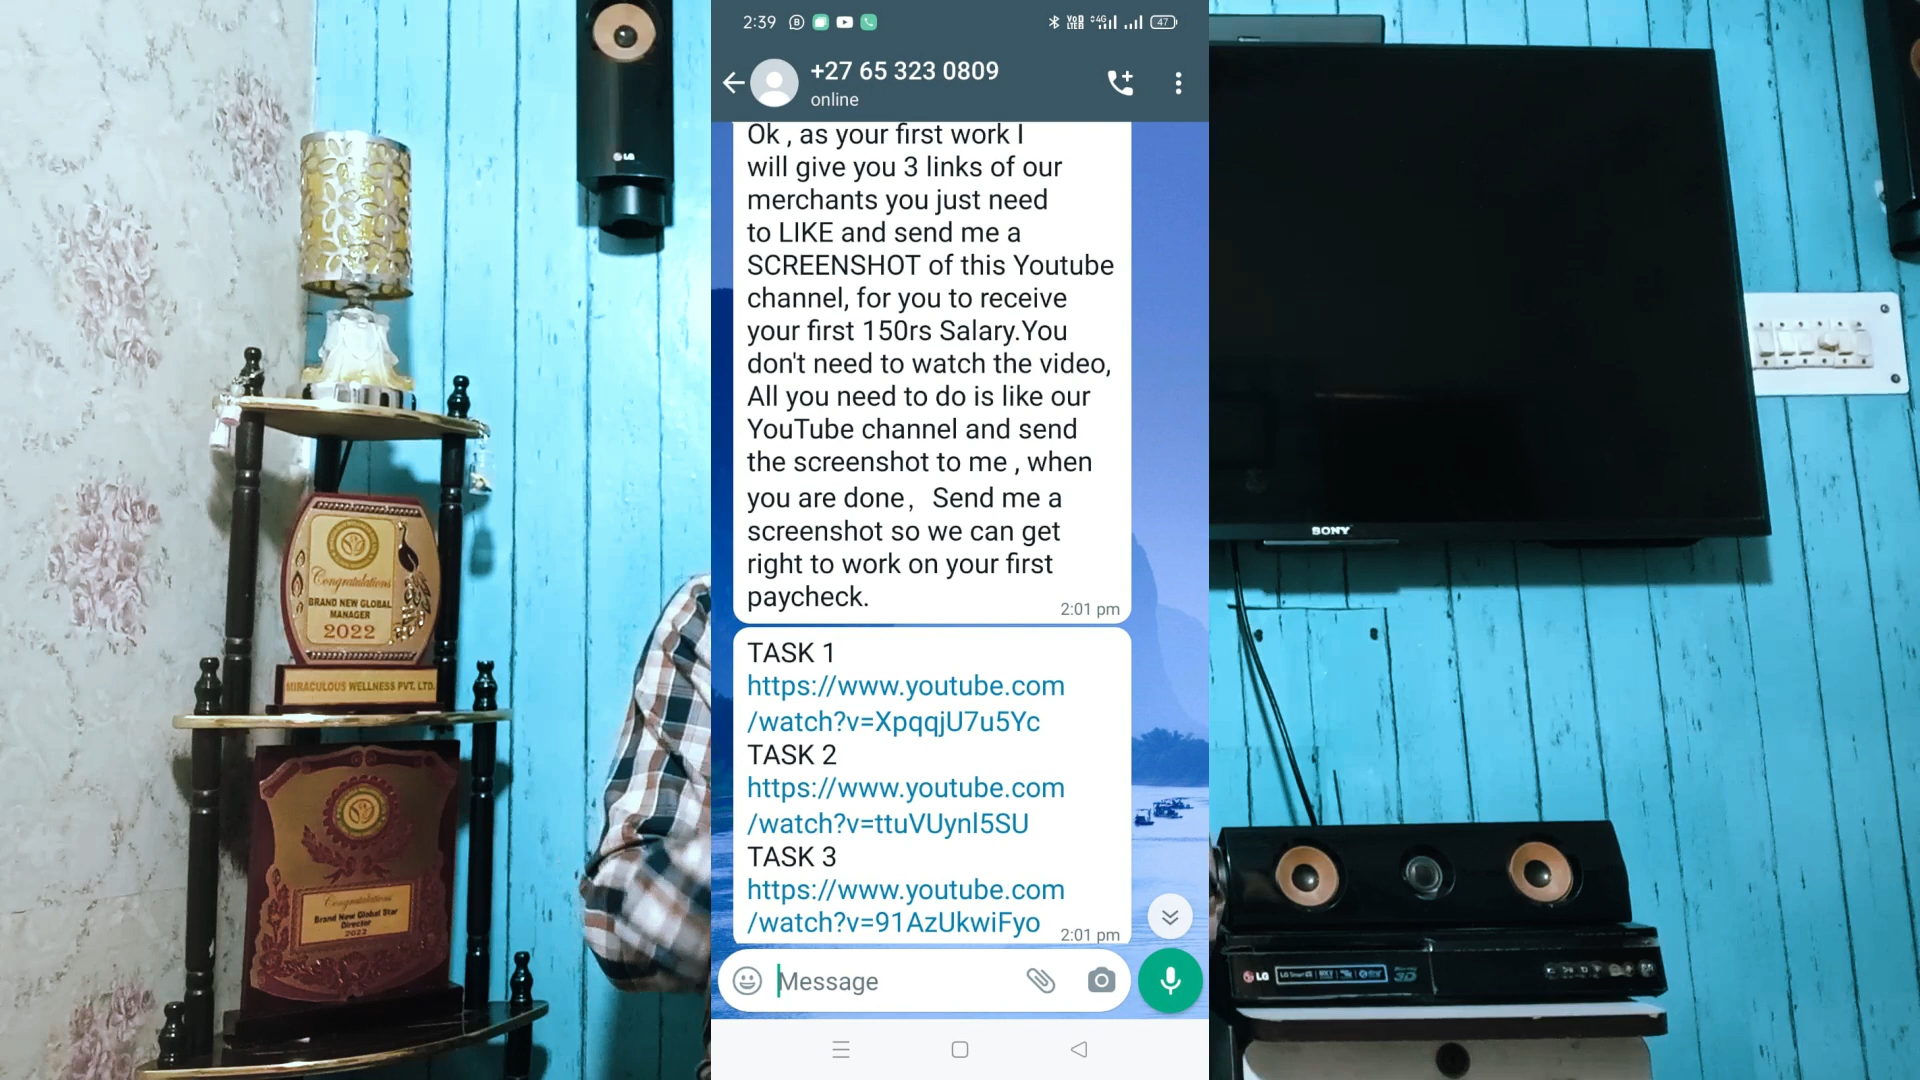 2:39
47
+27 65 323 0809
online
Ok , as your first work I
will give you 3 links of our
merchants you just need
to LIKE and send me a
SCREENSHOT of this Youtube
channel, for you to receive
your first 150rs Salary.You
don't need to watch the video,
All you need to do is like our
YouTube channel and send
the screenshot to me , when
you are done，Send me a
screenshot so we can get
right to work on your first
paycheck.
2:01 pm
TASK 1
https://www.youtube.com
/watch?v=XpqqjU7u5Yc
TASK 2
https://www.youtube.com
/watch?v=ttuVUynl5SU
TASK 3
https://www.youtube.com
/watch?v=91AzUkwiFyo
2:01 pm
Message
LG
Congratulations
BRAND NEW GLOBAL
MANAGER
2022
MIRACULOUS WELLNESS PVT. LTD.
Congratulations
Brand New Global Star
Director
2022
SONY
LG
3D